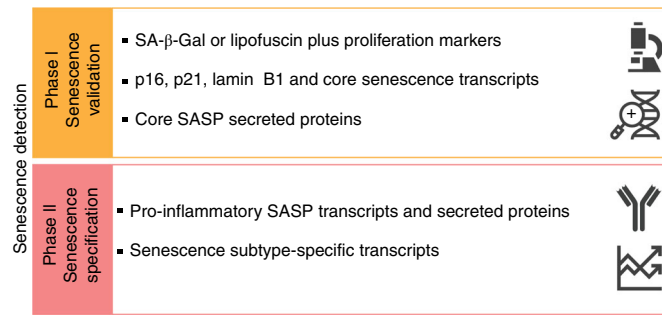 Senescence detection
Phase I
Senescence
validation
▪ SA-β-Gal or lipofuscin plus proliferation markers
▪ p16, p21, lamin B1 and core senescence transcripts
▪ Core SASP secreted proteins
Phase II
Senescence
specification
▪ Pro-inflammatory SASP transcripts and secreted proteins
▪ Senescence subtype-specific transcripts